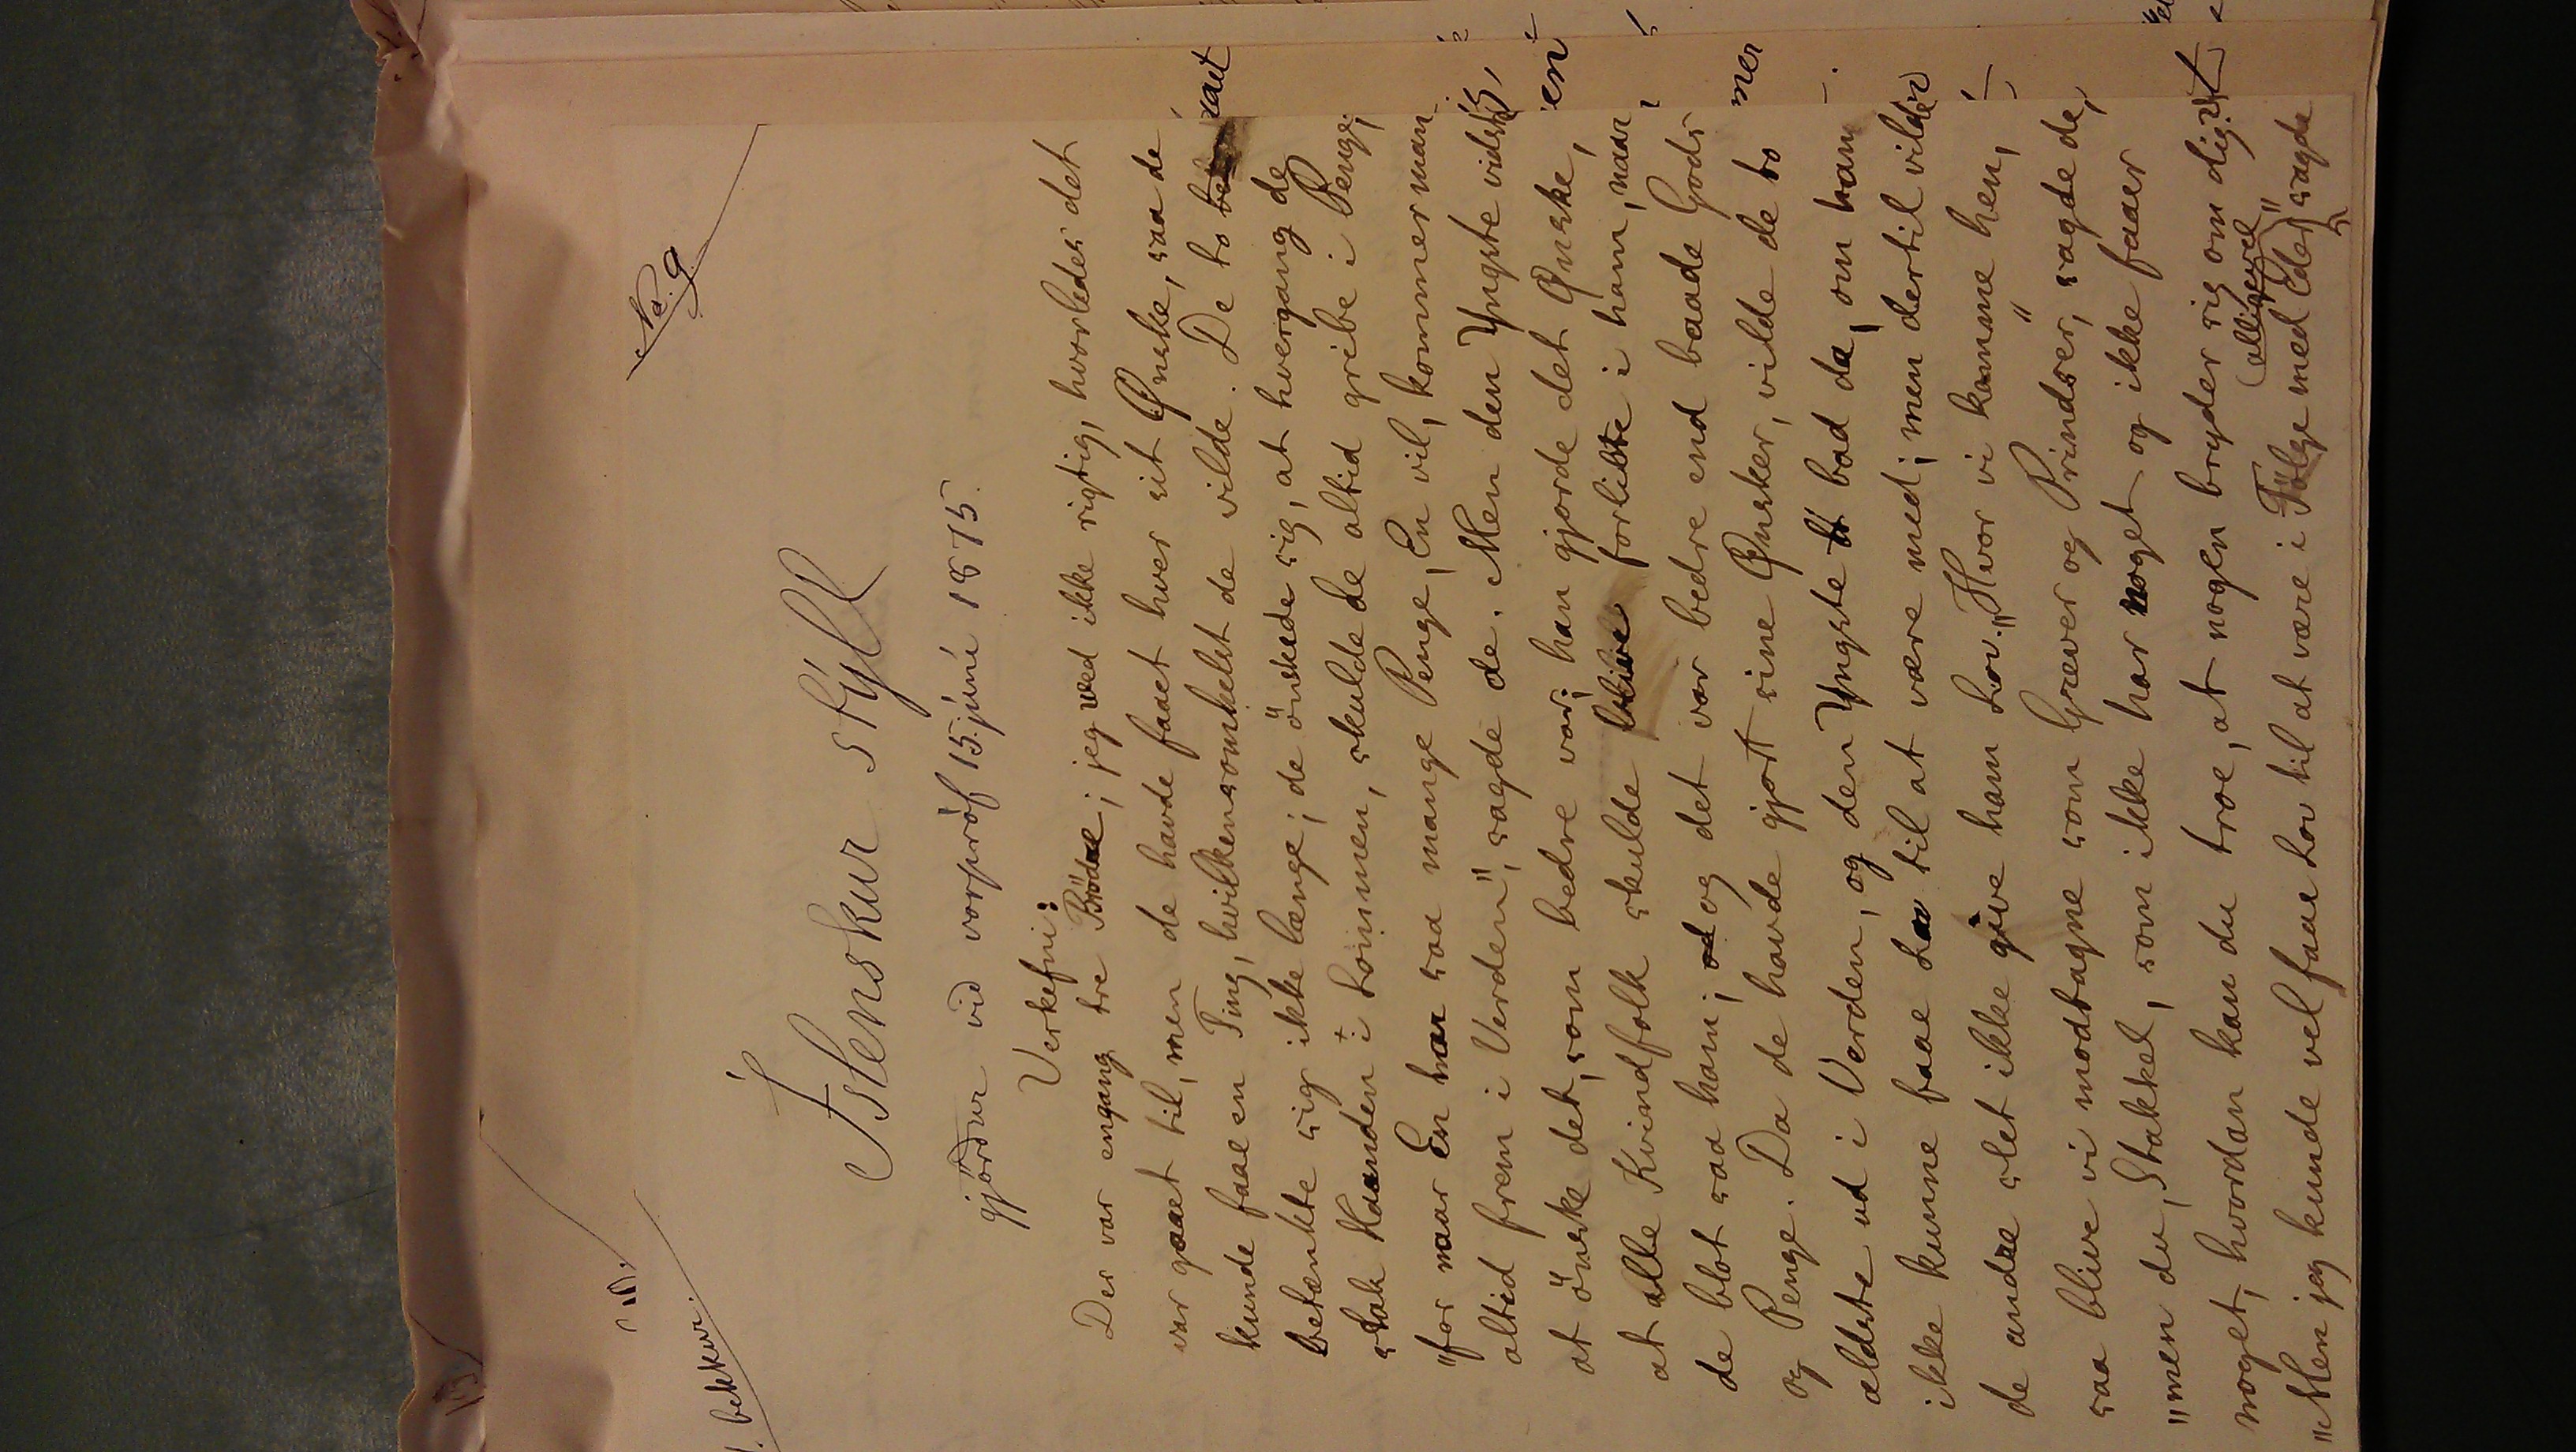 bekkur.
No. 9
Íslenskur stýll
gjörður við vorpróf 15. júní 1875.
Verkefni:
Der var engang tre Brödre; jeg ved ikke rigtig, hvorledes det
var gaaet til, men de havde faaet hver sit Ønske, saa de
kunde faae en Ting, hvilkensomhelst de vilde. De to
betænkte sig ikke længe; de önskede sig, at hvergang de
stak Haanden i Lommen, skulde de altid gribe i Penge,
"for naar En har saa mange Penge, En vil, kommer man
altid frem i Verden", sagde de. Men den Yngste vidste
at önske det, som bedre var; han gjorde det Ønske,
at alle Kvindfolk skulde blive forlibte i ham, naar
de blot saa ham; og det var bedre end baade Gods
og Penge. Da de havde gjort sine Ønsker, vilde de to
ældste ud i Verden, og den Yngste bad da, om han
ikke kunne faae Lov til at være med; men dertil vilde
de andre slet ikke give ham Lov. "Hvor vi komme hen,
saa blive vi modtagne som Grever og Prindser," sagde de,
"men du, Stakkel, som ikke har noget og ikke faaer
noget, hvordan kan du troe, at nogen bryder sig om dig?"
"Men jeg kunde vel faae Lov til at være i Følge med Eder alligevel" sagde